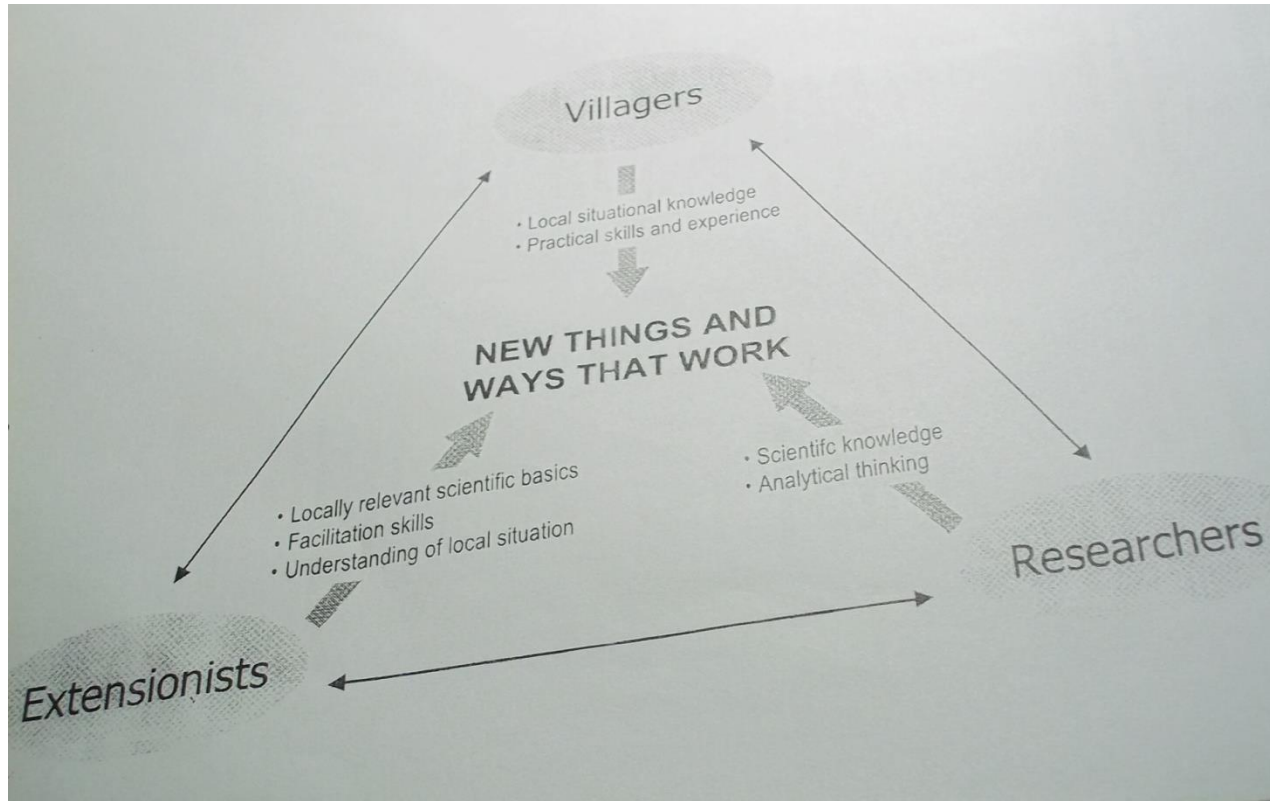 Villagers
• Local situational knowledge
• Practical skills and experience
NEW THINGS AND
WAYS THAT WORK
• Scientifc knowledge
• Analytical thinking
• Locally relevant scientific basics
• Facilitation skills
• Understanding of local situation
Researchers
Extensionists